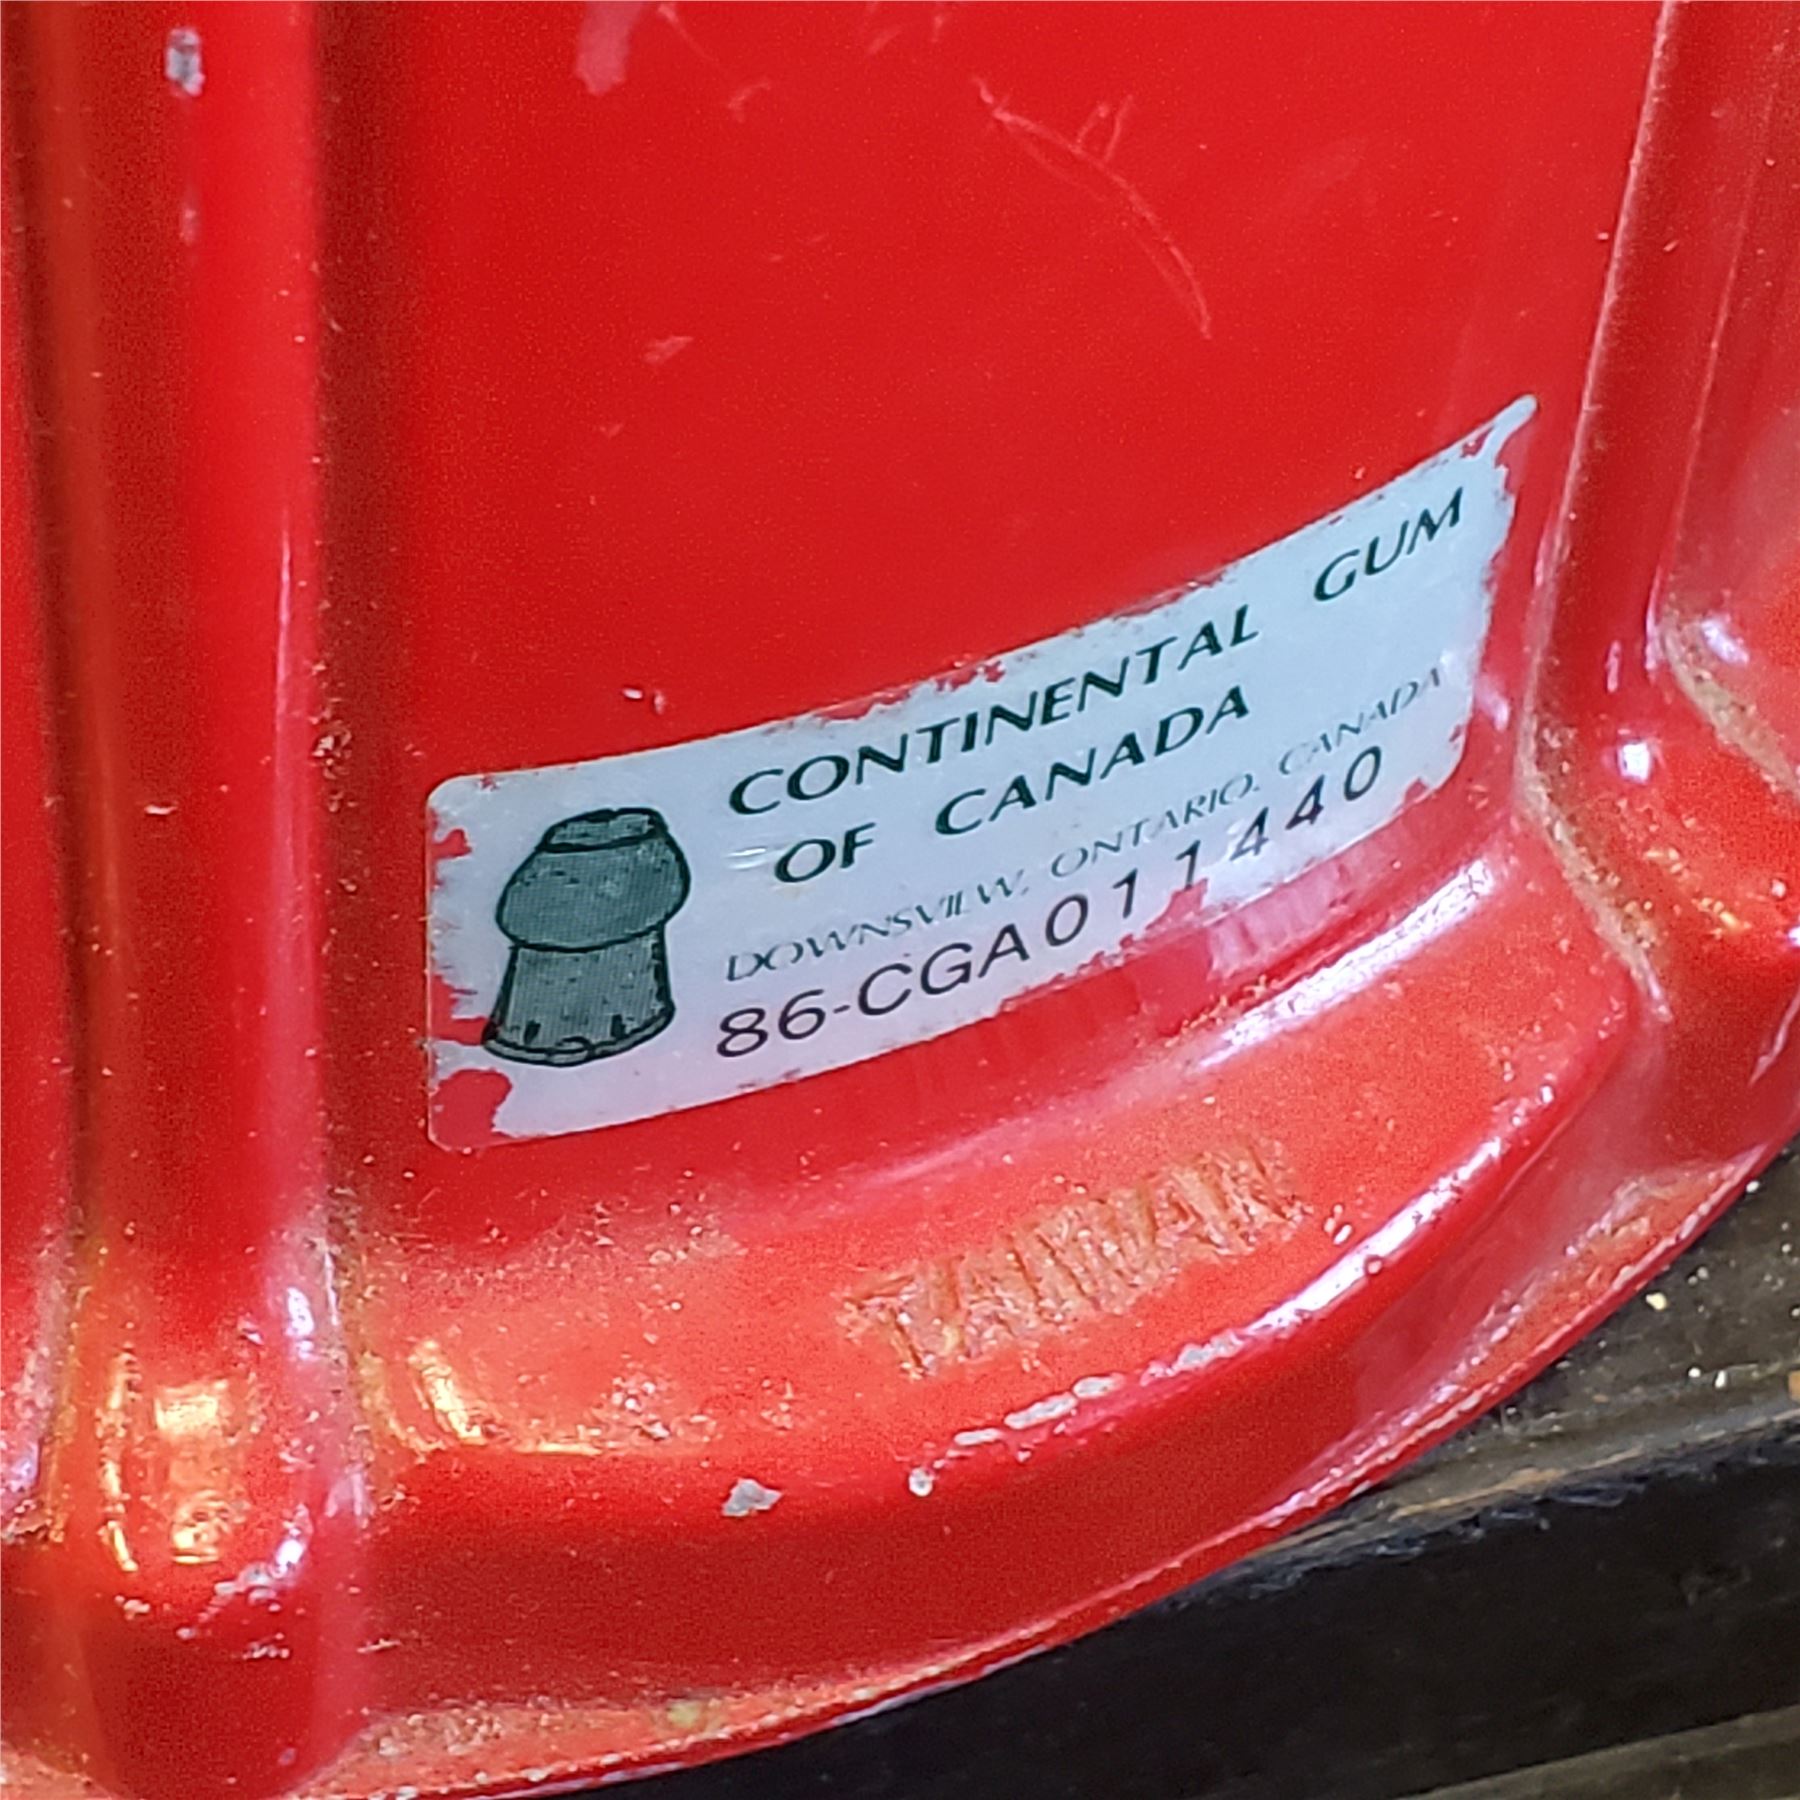 CONTINENTAL GUM
OF CANADA
DOWNSVIEW, ONTARIO, CANADA
86-CGA011440
TAIWAN